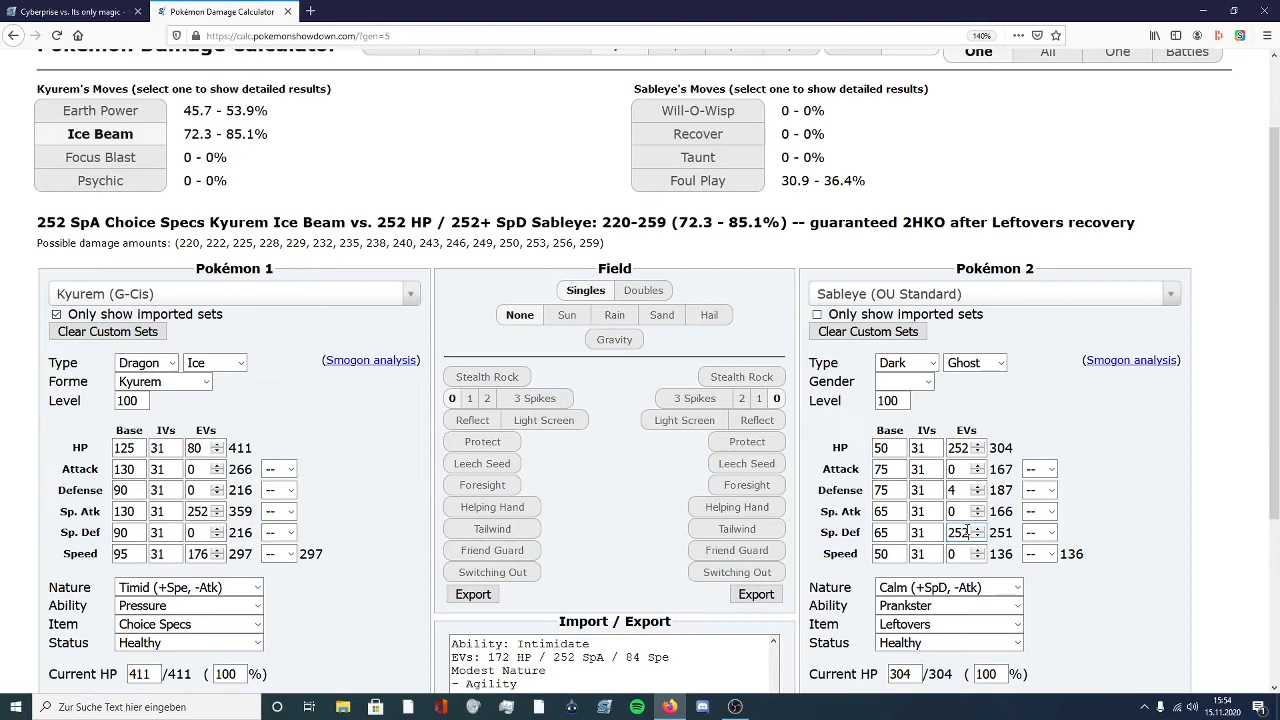 Cyberprise vs. Its only magic -
Pokémon Damage Calculator
https://calc.pokemonshowdown.com/?gen=5
140%
Pokémon Damage Calculator
One All One Battles
Kyurem's Moves (select one to show detailed results)
Earth Power 45.7 - 53.9%
Ice Beam 72.3 - 85.1%
Focus Blast 0 - 0%
Psychic 0 - 0%
Sableye's Moves (select one to show detailed results)
Will-O-Wisp 0 - 0%
Recover 0 - 0%
Taunt 0 - 0%
Foul Play 30.9 - 36.4%
252 SpA Choice Specs Kyurem Ice Beam vs. 252 HP / 252+ SpD Sableye: 220-259 (72.3 - 85.1%) -- guaranteed 2HKO after Leftovers recovery
Possible damage amounts: (220, 222, 225, 228, 229, 232, 235, 238, 240, 243, 246, 249, 250, 253, 256, 259)
Pokémon 1
Kyurem (G-Cis)
Only show imported sets
Clear Custom Sets
Type Dragon Ice (Smogon analysis)
Forme Kyurem
Level 100
Base IVs EVs
HP 125 31 80 411
Attack 130 31 0 266 --
Defense 90 31 0 216 --
Sp. Atk 130 31 252 359 --
Sp. Def 90 31 0 216 --
Speed 95 31 176 297 -- 297
Nature Timid (+Spe, -Atk)
Ability Pressure
Item Choice Specs
Status Healthy
Current HP 411 /411 ( 100 %)
Field
Singles Doubles
None Sun Rain Sand Hail
Gravity
Stealth Rock Stealth Rock
0 1 2 3 Spikes 3 Spikes 2 1 0
Reflect Light Screen Light Screen Reflect
Protect Protect
Leech Seed Leech Seed
Foresight Foresight
Helping Hand Helping Hand
Tailwind Tailwind
Friend Guard Friend Guard
Switching Out Switching Out
Export Export
Import / Export
Ability: Intimidate
EVs: 172 HP / 252 SpA / 84 Spe
Modest Nature
- Agility
Pokémon 2
Sableye (OU Standard)
Only show imported sets
Clear Custom Sets
Type Dark Ghost (Smogon analysis)
Gender
Level 100
Base IVs EVs
HP 50 31 252 304
Attack 75 31 0 167 --
Defense 75 31 4 187 --
Sp. Atk 65 31 0 166 --
Sp. Def 65 31 252 251 --
Speed 50 31 0 136 -- 136
Nature Calm (+SpD, -Atk)
Ability Prankster
Item Leftovers
Status Healthy
Current HP 304 /304 ( 100 %)
Zur Suche Text hier eingeben
15:54
15.11.2020